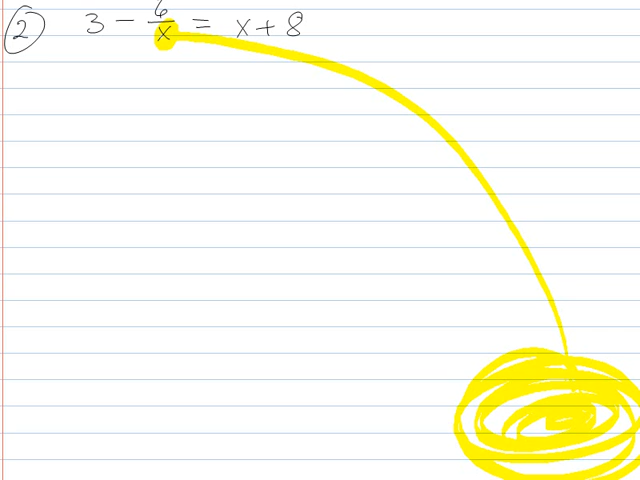 ② 3 - 6/x = x + 8